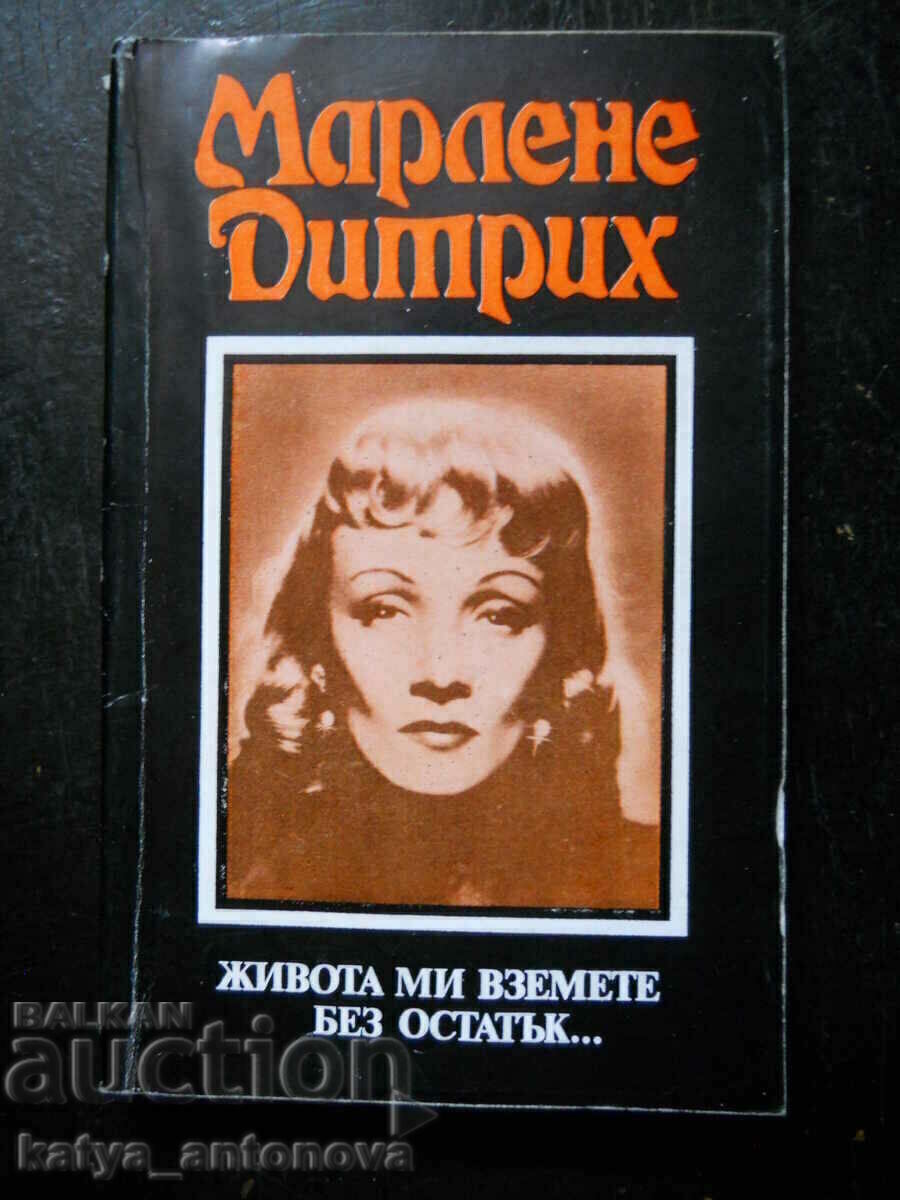 Марлене
Дитрих
ЖИВОТА МИ ВЗЕМЕТЕ
БЕЗ ОСТАТЪК...
BALKAN
auction
katya_antonova